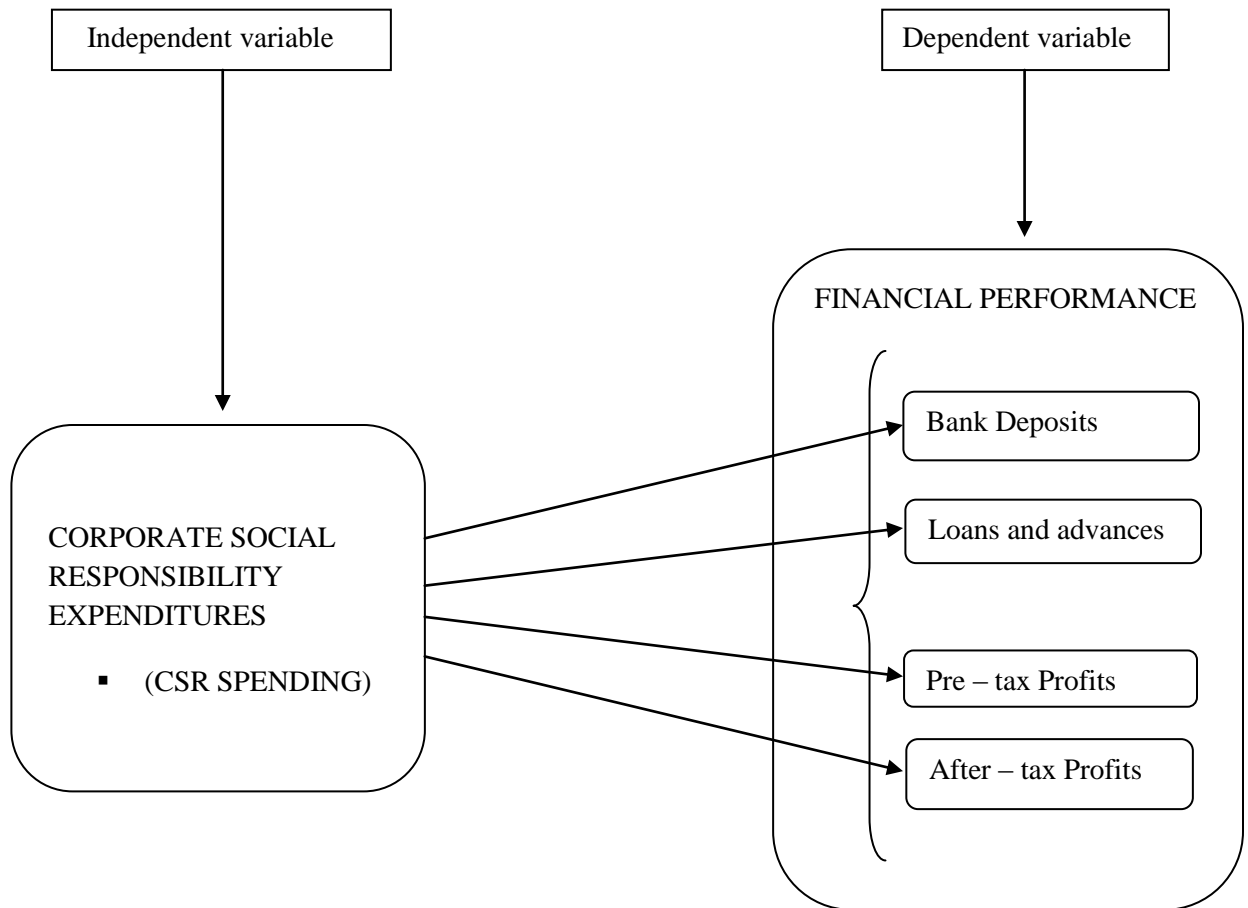 Independent variable
Dependent variable
FINANCIAL PERFORMANCE
Bank Deposits
Loans and advances
CORPORATE SOCIAL
RESPONSIBILITY
EXPENDITURES
▪ (CSR SPENDING)
Pre – tax Profits
After – tax Profits